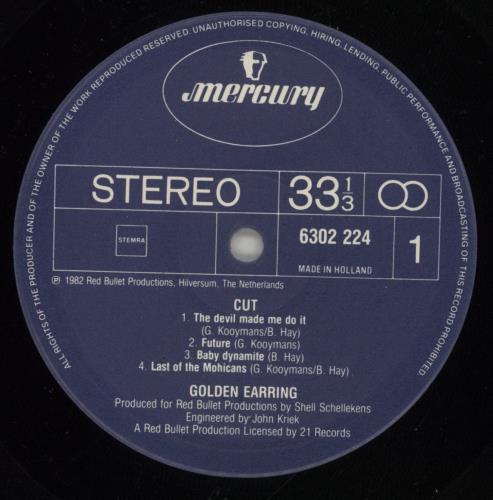 ALL RIGHTS OF THE PRODUCER AND OF THE OWNER OF THE WORK REPRODUCED RESERVED. UNAUTHORISED COPYING, HIRING, LENDING, PUBLIC PERFORMANCE AND BROADCASTING OF THIS RECORD PROHIBITED
mercury
STEREO 33 1/3
STEMRA
6302 224
MADE IN HOLLAND
1
℗ 1982 Red Bullet Productions, Hilversum, The Netherlands
CUT
1. The devil made me do it
(G. Kooymans/B. Hay)
2. Future (G. Kooymans)
3. Baby dynamite (B. Hay)
4. Last of the Mohicans (G. Kooymans/B. Hay)
GOLDEN EARRING
Produced for Red Bullet Productions by Shell Schellekens
Engineered by John Kriek
A Red Bullet Production Licensed by 21 Records